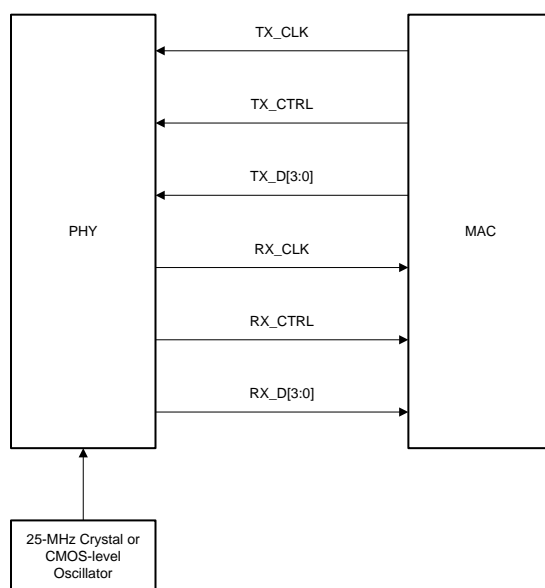 TX_CLK
TX_CTRL
TX_D[3:0]
PHY
MAC
RX_CLK
RX_CTRL
RX_D[3:0]
25-MHz Crystal or
CMOS-level
Oscillator